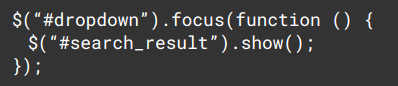 $(“#dropdown”).focus(function () {
  $(“#search_result”).show();
});